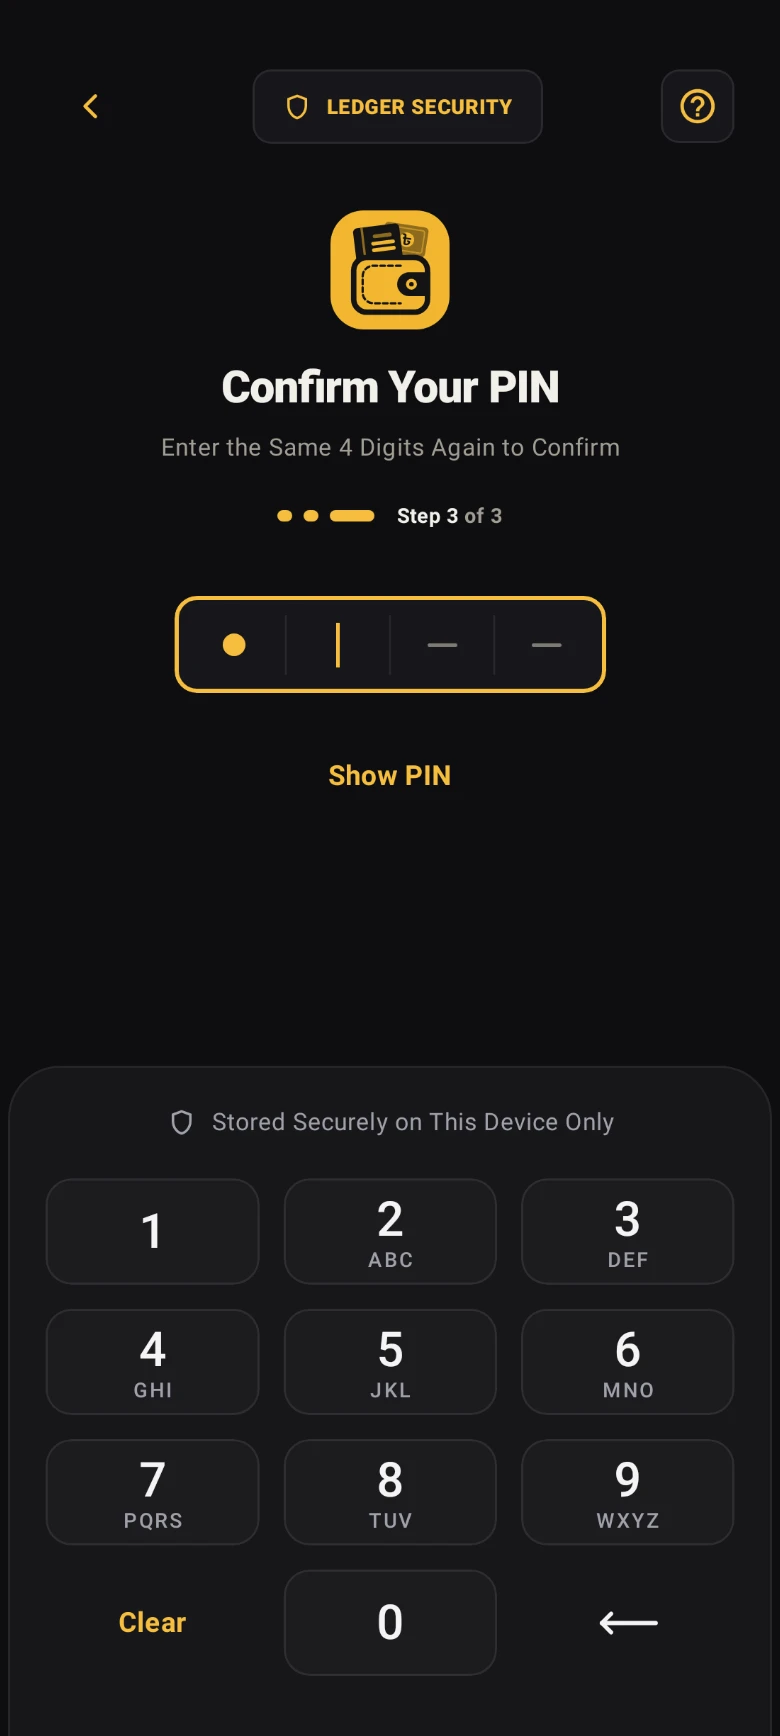 LEDGER SECURITY
Confirm Your PIN
Enter the Same 4 Digits Again to Confirm
Step 3 of 3
Show PIN
Stored Securely on This Device Only
1
2
3
ABC
DEF
4
5
6
GHI
JKL
MNO
7
8
9
PQRS
TUV
WXYZ
Clear
0